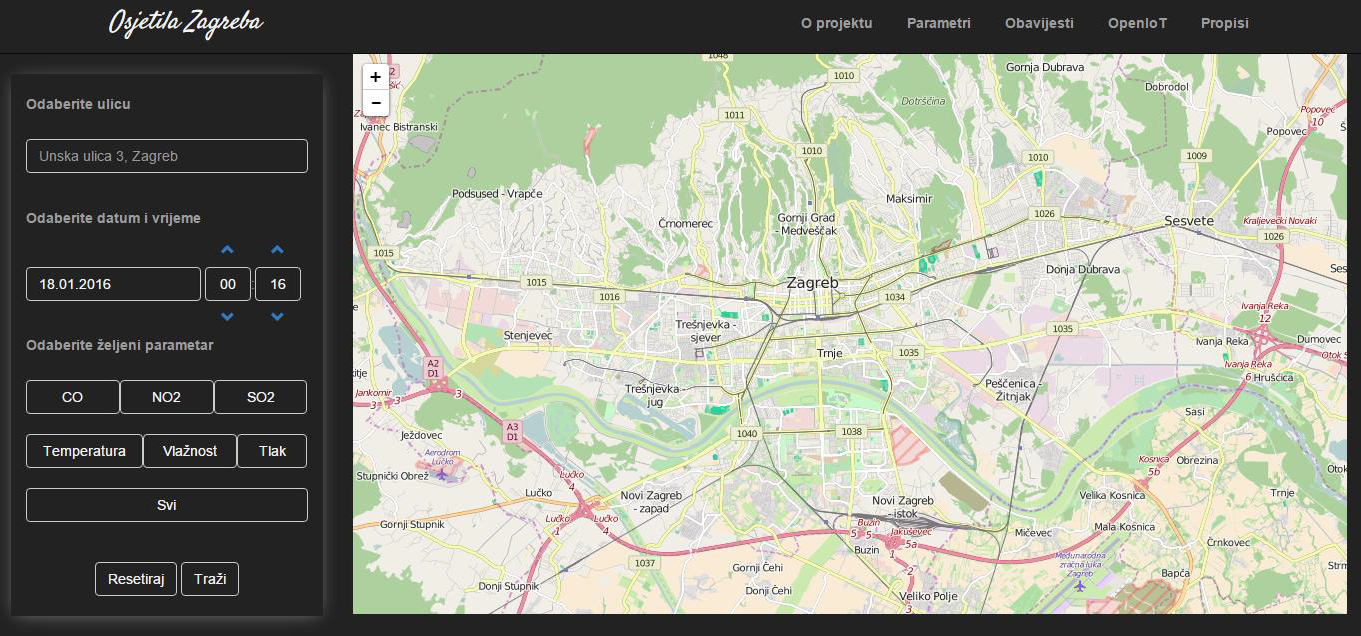 Osjetila Zagreba
O projektu
Parametri
Obavijesti
OpenIoT
Propisi
Odaberite ulicu
Unska ulica 3, Zagreb
Odaberite datum i vrijeme
18.01.2016
00 : 16
Odaberite željeni parametar
CO
NO2
SO2
Temperatura
Vlažnost
Tlak
Svi
Resetiraj
Traži
+
-
1048
1010
Gornja Dubrava
Dobrodol
Dotršćina
1011
Popovec
10
Popovec
Ivanec Bistranski
1010
1010
1009
Podsused - Vrapče
Maksimir
Črnomerec
Gornji Grad
- Medveščak
1026
Sesvete
Kraljevečki Novaki
1026
1015
Donja Dubrava
1015
Zagreb
1016
1034
Ivanja Reka
12
Trešnjevka -
sjever
1035
Stenjevec
Ivanja Reka
Dumovec
Trnje
1035
A2
D1
Ivanja Reka
6
Hrušćica
Peščenica -
Žitnjak
Trešnjevka -
jug
Jankomir
3
3
3
Sasi
A3
D1
Ježdovec
1040
1038
Aerodrom
Lučko
Kosnica
5b
Obrezina
Stupnički Obrež
Lučko
4
Lučko
Novi Zagreb
- zapad
Novi Zagreb
- istok
Velika Kosnica
Trnje
Lučko
1
Lučko
4
Gornji Stupnik
Buzin
5
5
Jakuševec
5a
1
Mala Kosnica
Mičevec
Buzin
Črnkovec
Međunarodna
zračna luka
Zagreb
1037
Gornji Čehi
2
Bapča
Donji Stupnik
Donji Čehi
Veliko Polje
3